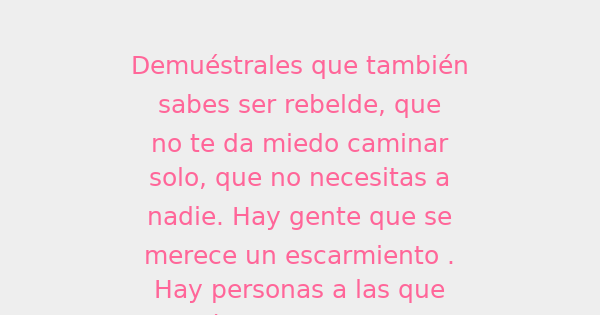 Demuéstrales que también
sabes ser rebelde, que
no te da miedo caminar
solo, que no necesitas a
nadie. Hay gente que se
merece un escarmiento .
Hay personas a las que